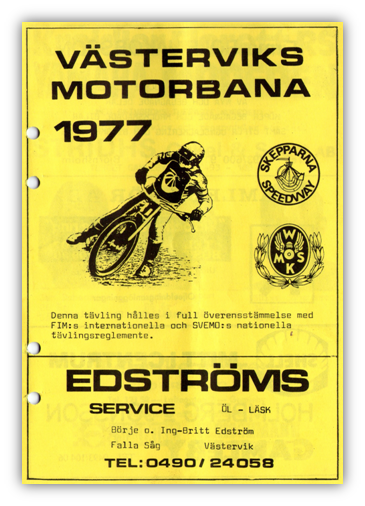 VÄSTERVIKS
MOTORBANA
1977
SKEPPARNA
SPEEDWAY
W
M S
K
Denna tävling hålles i full överensstämmelse med
FIM:s internationella och SVEMO:s nationella
tävlingsreglemente.
EDSTRÖMS
SERVICE ÖL - LÄSK
Börje o. Ing-Britt Edström
Falla Såg Västervik
TEL: 0490 / 24058